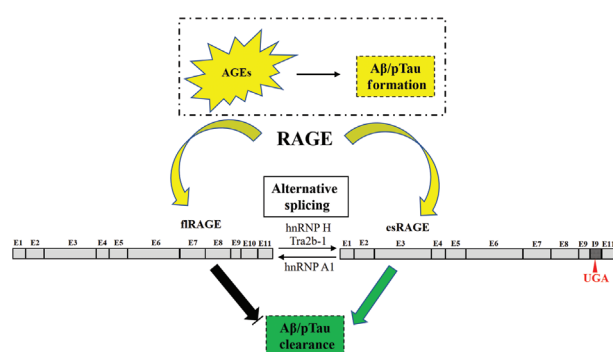 AGEs
Aβ/pTau
formation
RAGE
Alternative
splicing
flRAGE
hnRNP H
Tra2b-1
hnRNP A1
esRAGE
E1 E2 E3 E4 E5 E6 E7 E8 E9 E10 E11
E1 E2 E3 E4 E5 E6 E7 E8 E9 I9 E11
UGA
Aβ/pTau
clearance